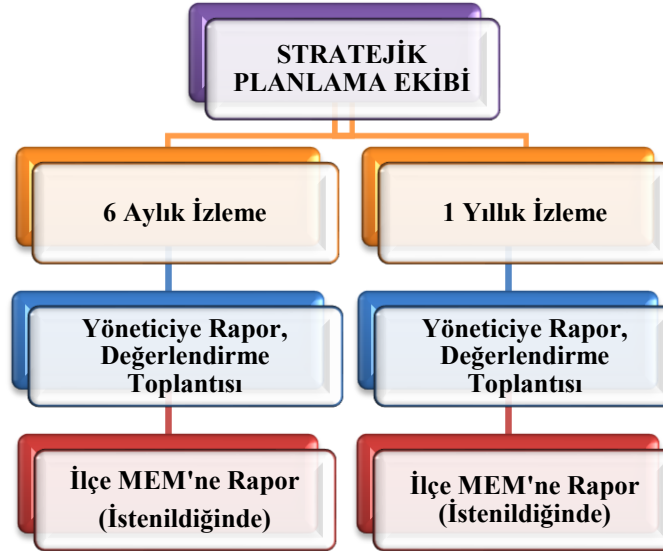 STRATEJİK
PLANLAMA EKİBİ
6 Aylık İzleme
1 Yıllık İzleme
Yöneticiye Rapor,
Değerlendirme
Toplantısı
Yöneticiye Rapor,
Değerlendirme
Toplantısı
İlçe MEM'ne Rapor
(İstenildiğinde)
İlçe MEM'ne Rapor
(İstenildiğinde)